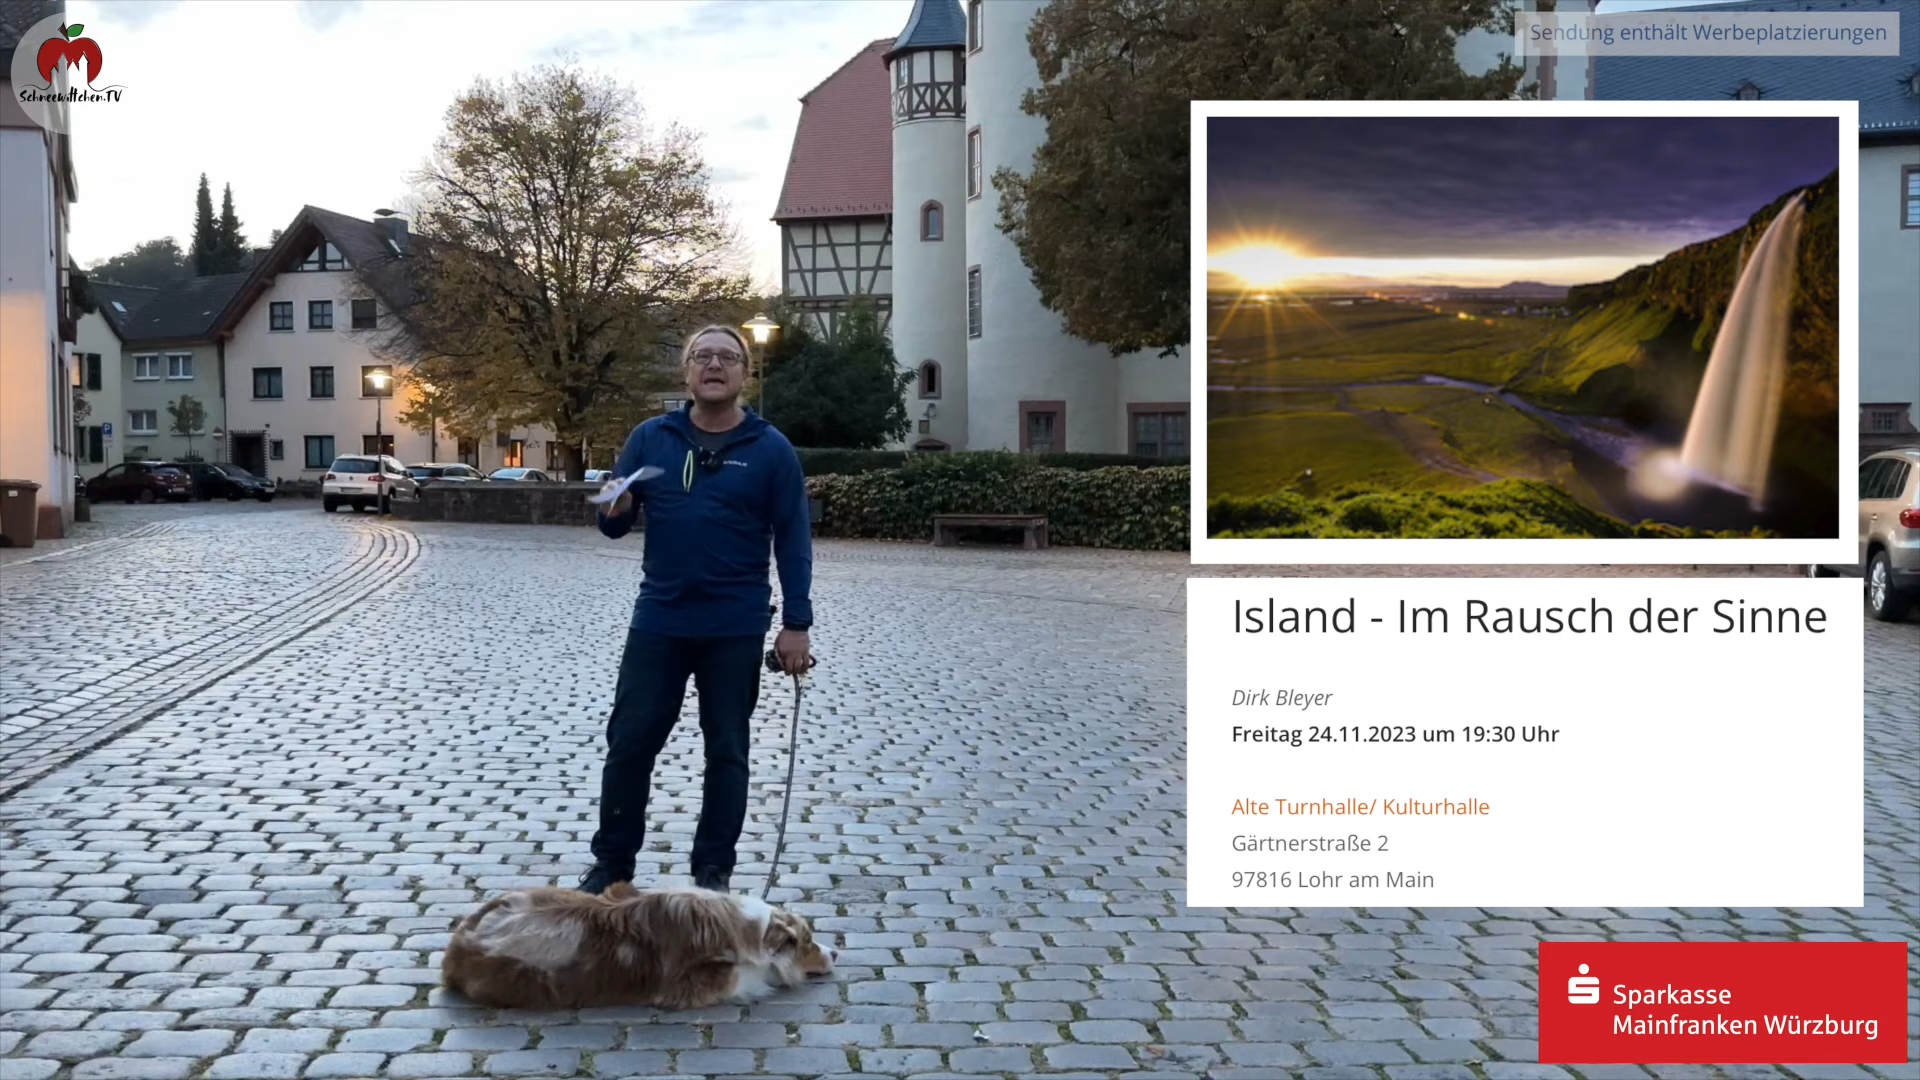 Schneewittchen.TV
Sendung enthält Werbeplatzierungen
Island - Im Rausch der Sinne
Dirk Bleyer
Freitag 24.11.2023 um 19:30 Uhr
Alte Turnhalle/ Kulturhalle
Gärtnerstraße 2
97816 Lohr am Main
Sparkasse
Mainfranken Würzburg